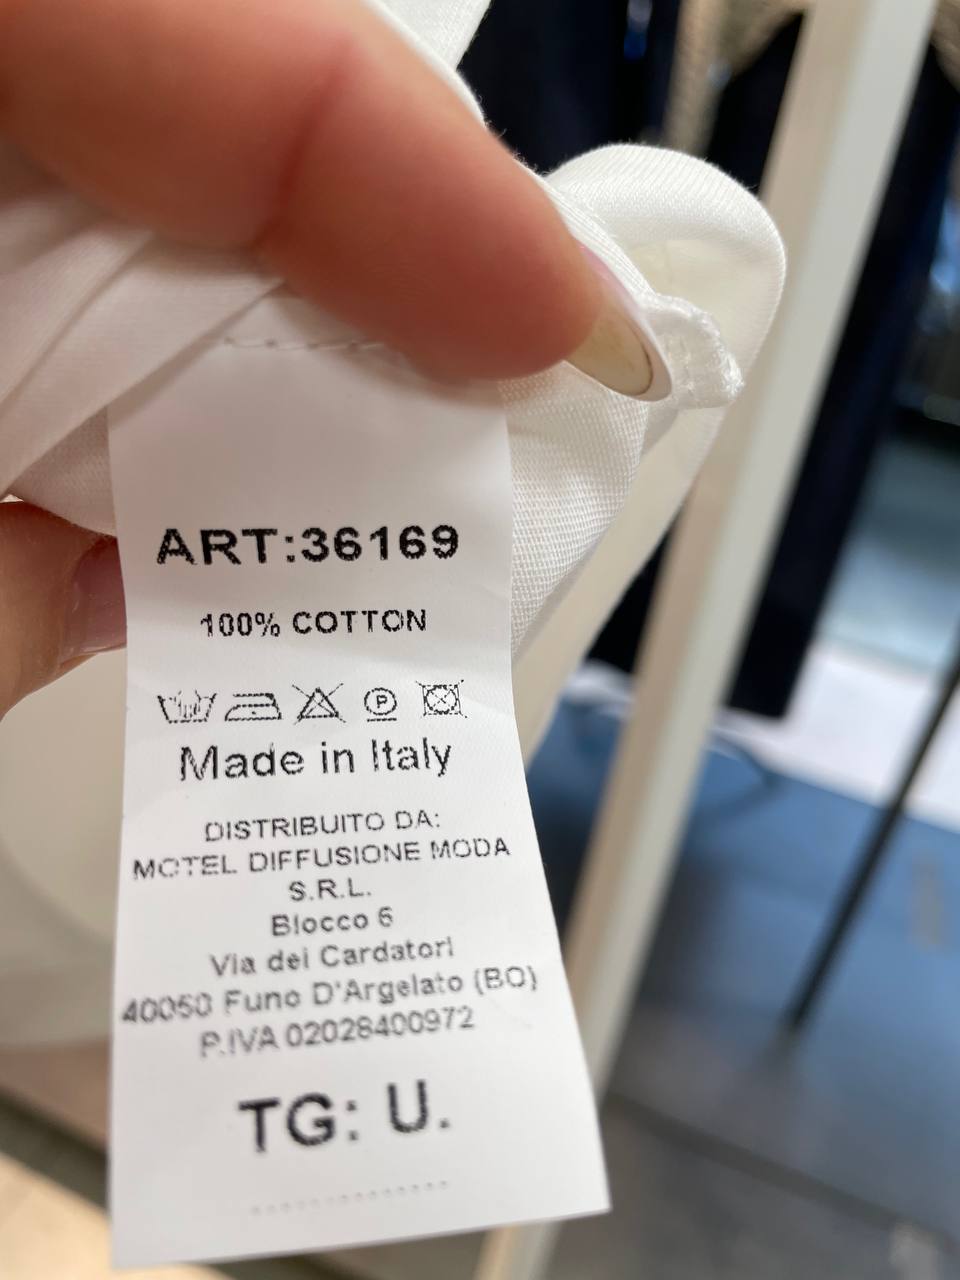 ART:36169
100% COTTON
P
Made in Italy
DISTRIBUITO DA:
MOTEL DIFFUSIONE MODA
S.R.L.
Blocco 6
Via dei Cardatori
40050 Funo D'Argelato (BO)
P.IVA 02028400972
TG: U.